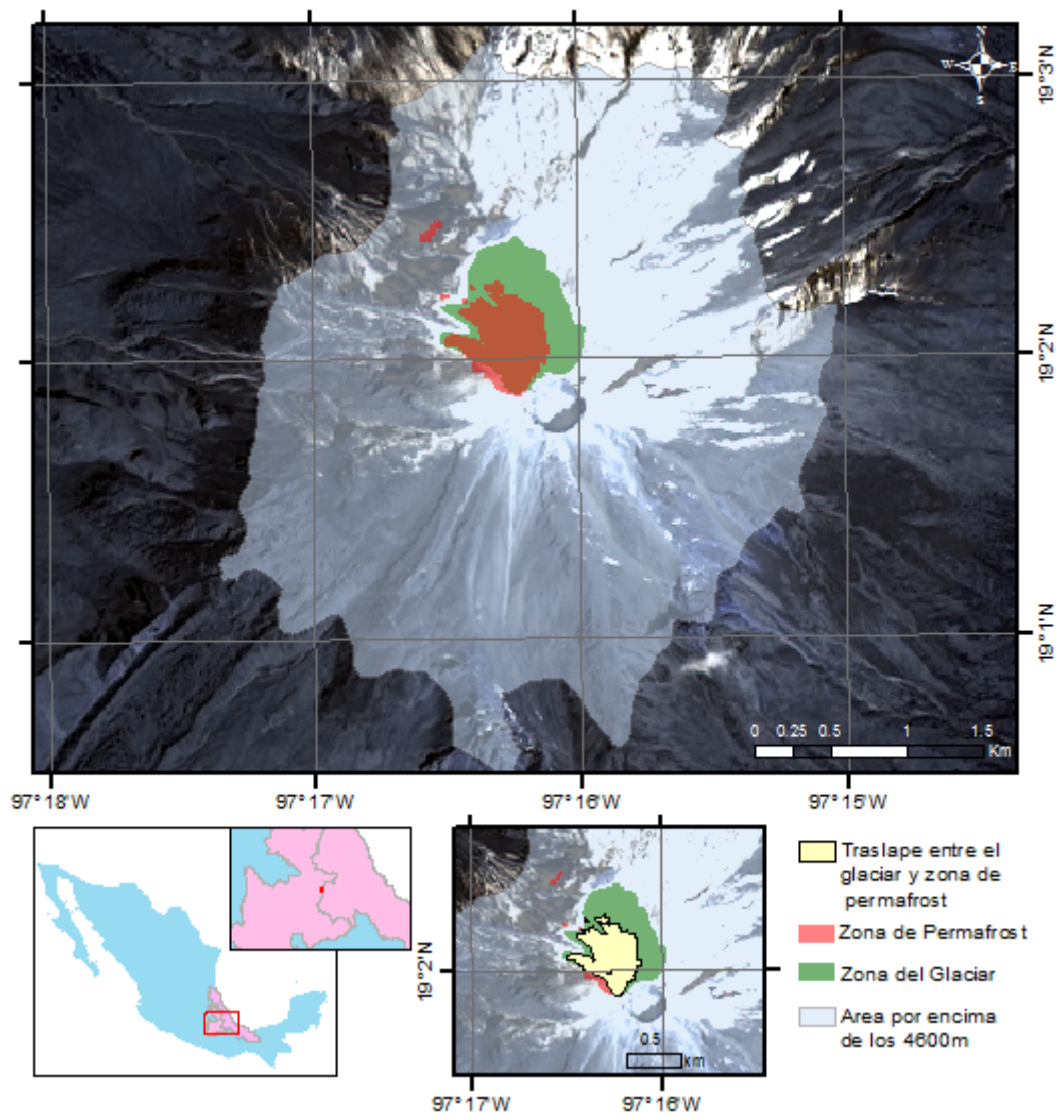 N
W E
S
19°3'N
19°2'N
19°1'N
0 0.25 0.5 1 1.5
Km
97°18'W 97°17'W 97°16'W 97°15'W
19°2'N
0.5
km
97°17'W 97°16'W
Traslape entre el
glaciar y zona de
permafrost
Zona de Permafrost
Zona del Glaciar
Area por encima
de los 4600m